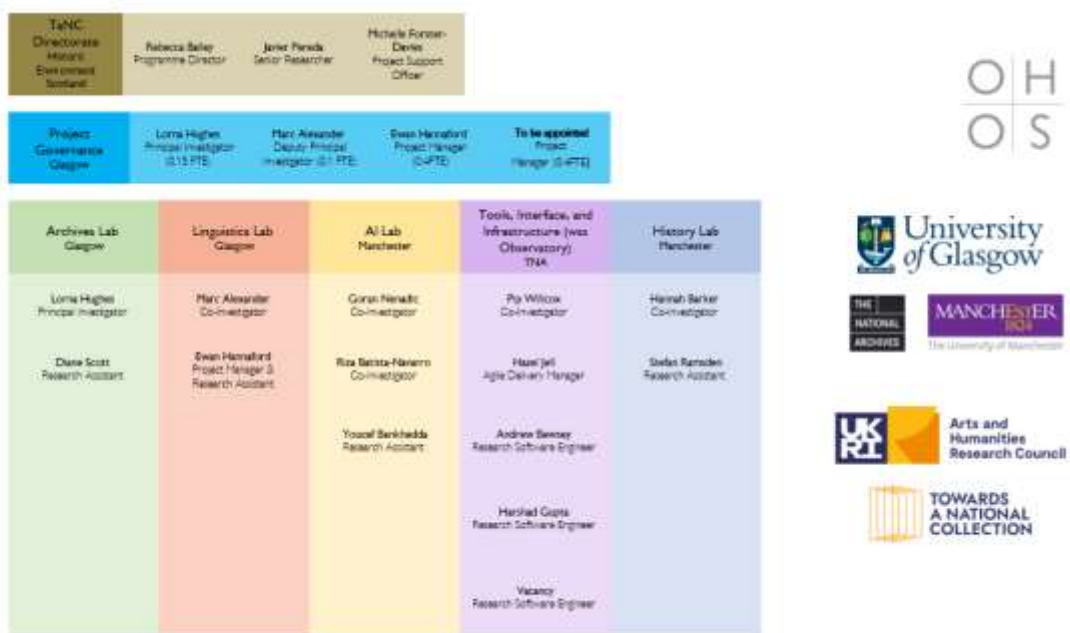 TaNC
Directorate
Historic
Environment
Scotland
Rebecca Bailey
Programme Director
Javier Pereda
Senior Researcher
Michelle Forster-
Davies
Project Support
Officer
Project
Governance
Glasgow
Lorna Hughes
Principal Investigator
(0.15 FTE)
Marc Alexander
Deputy Principal
Investigator (0.1 FTE)
Ewan Hannaford
Project Manager
(0.4FTE)
To be appointed
Project
Manager (0.4FTE)
Archives Lab
Glasgow
Lorna Hughes
Principal Investigator
Diane Scott
Research Assistant
Linguistics Lab
Glasgow
Marc Alexander
Co-investigator
Ewan Hannaford
Project Manager &
Research Assistant
AI Lab
Manchester
Goran Nenadic
Co-investigator
Riza Batista-Navarro
Co-investigator
Youcef Benkhedda
Research Assistant
Tools, Interface, and
Infrastructure (was
Observatory)
TNA
Pip Willcox
Co-investigator
Hazel Jell
Agile Delivery Manager
Andrew
Research Software Engineer
Harshad Gupta
Research Software Engineer
Vacancy
Research Software Engineer
History Lab
Manchester
Hannah Barker
Co-investigator
Stefan Ramsden
Research Assistant
O H
O S
University
of Glasgow
THE
NATIONAL
ARCHIVES
MANCHESTER
1824
The University of Manchester
UK
RI
Arts and
Humanities
Research Council
TOWARDS
A NATIONAL
COLLECTION